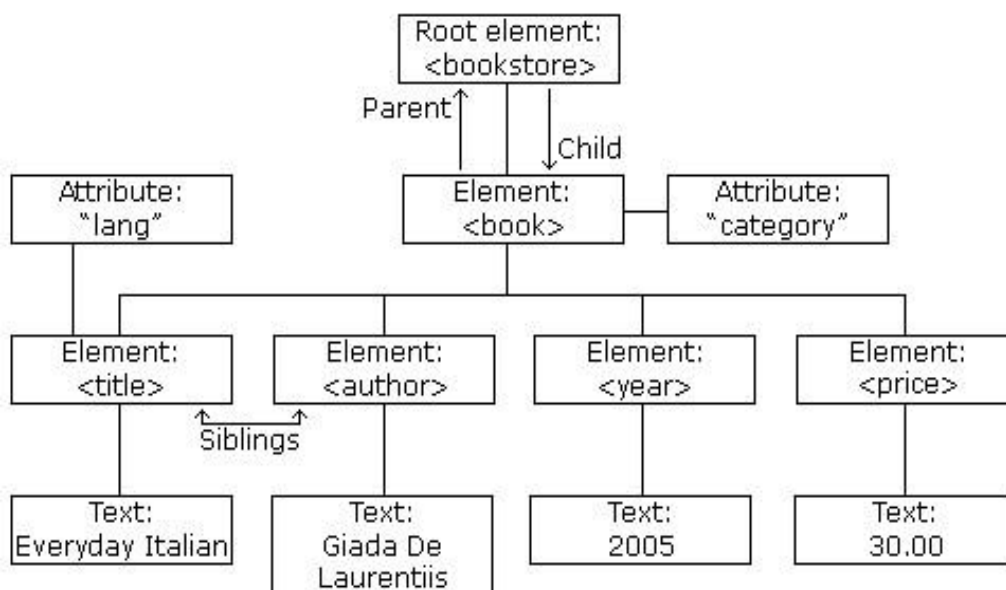 Root element:
<bookstore>
Parent
Child
Attribute:
“lang”
Element:
<book>
Attribute:
“category”
Element:
<title>
Element:
<author>
Element:
<year>
Element:
<price>
Siblings
Text:
Everyday Italian
Text:
Giada De
Laurentiis
Text:
2005
Text:
30.00